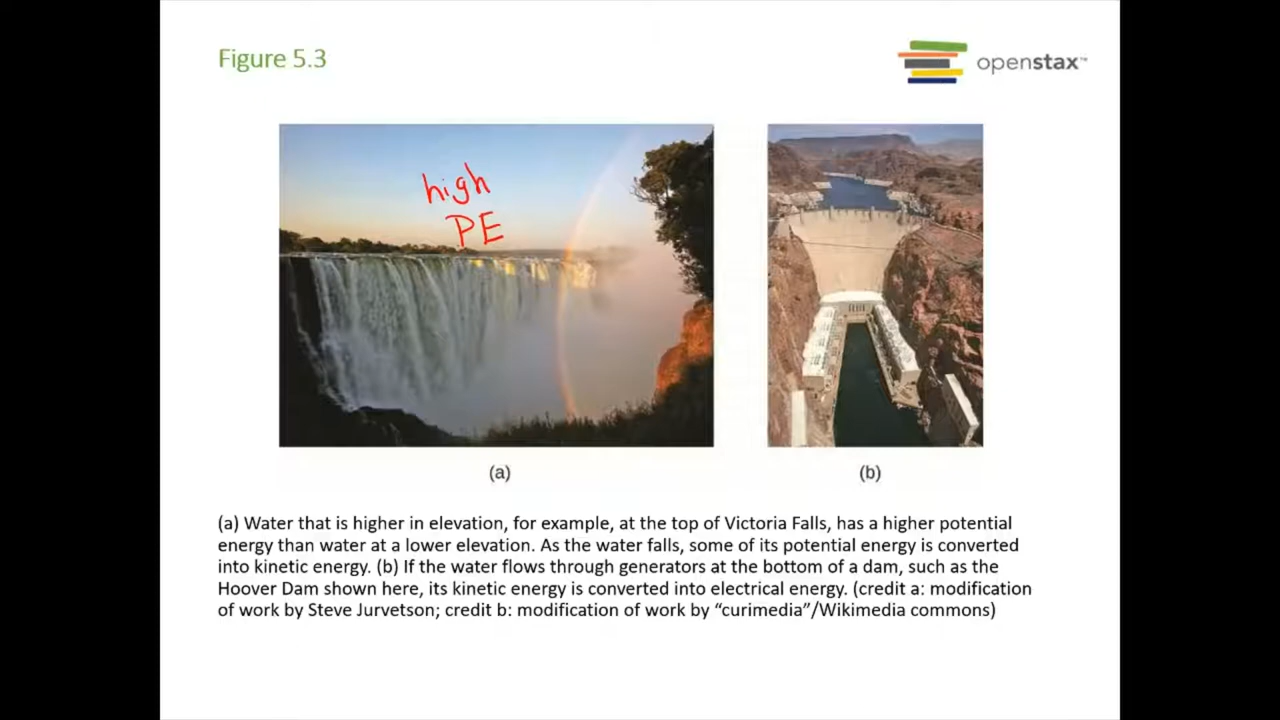 Figure 5.3
openstax™
high
PE
(a)
(b)
(a) Water that is higher in elevation, for example, at the top of Victoria Falls, has a higher potential
energy than water at a lower elevation. As the water falls, some of its potential energy is converted
into kinetic energy. (b) If the water flows through generators at the bottom of a dam, such as the
Hoover Dam shown here, its kinetic energy is converted into electrical energy. (credit a: modification
of work by Steve Jurvetson; credit b: modification of work by “curimedia”/Wikimedia commons)